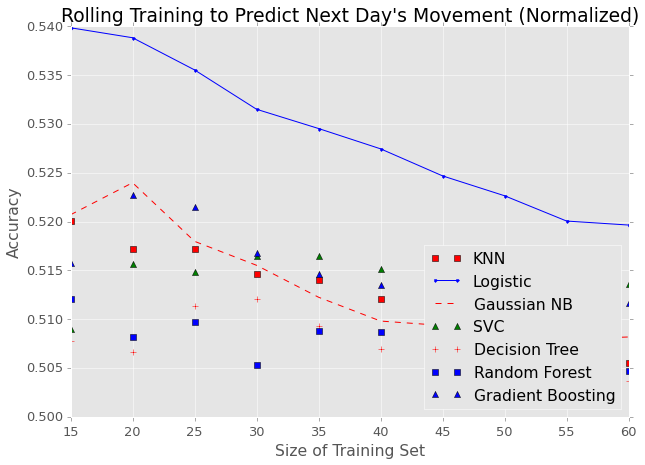 Rolling Training to Predict Next Day's Movement (Normalized)
0.540
0.535
0.530
0.525
0.520
0.515
0.510
0.505
0.500
Accuracy
KNN
Logistic
Gaussian NB
SVC
Decision Tree
Random Forest
Gradient Boosting
15 20 25 30 35 40 45 50 55 60
Size of Training Set